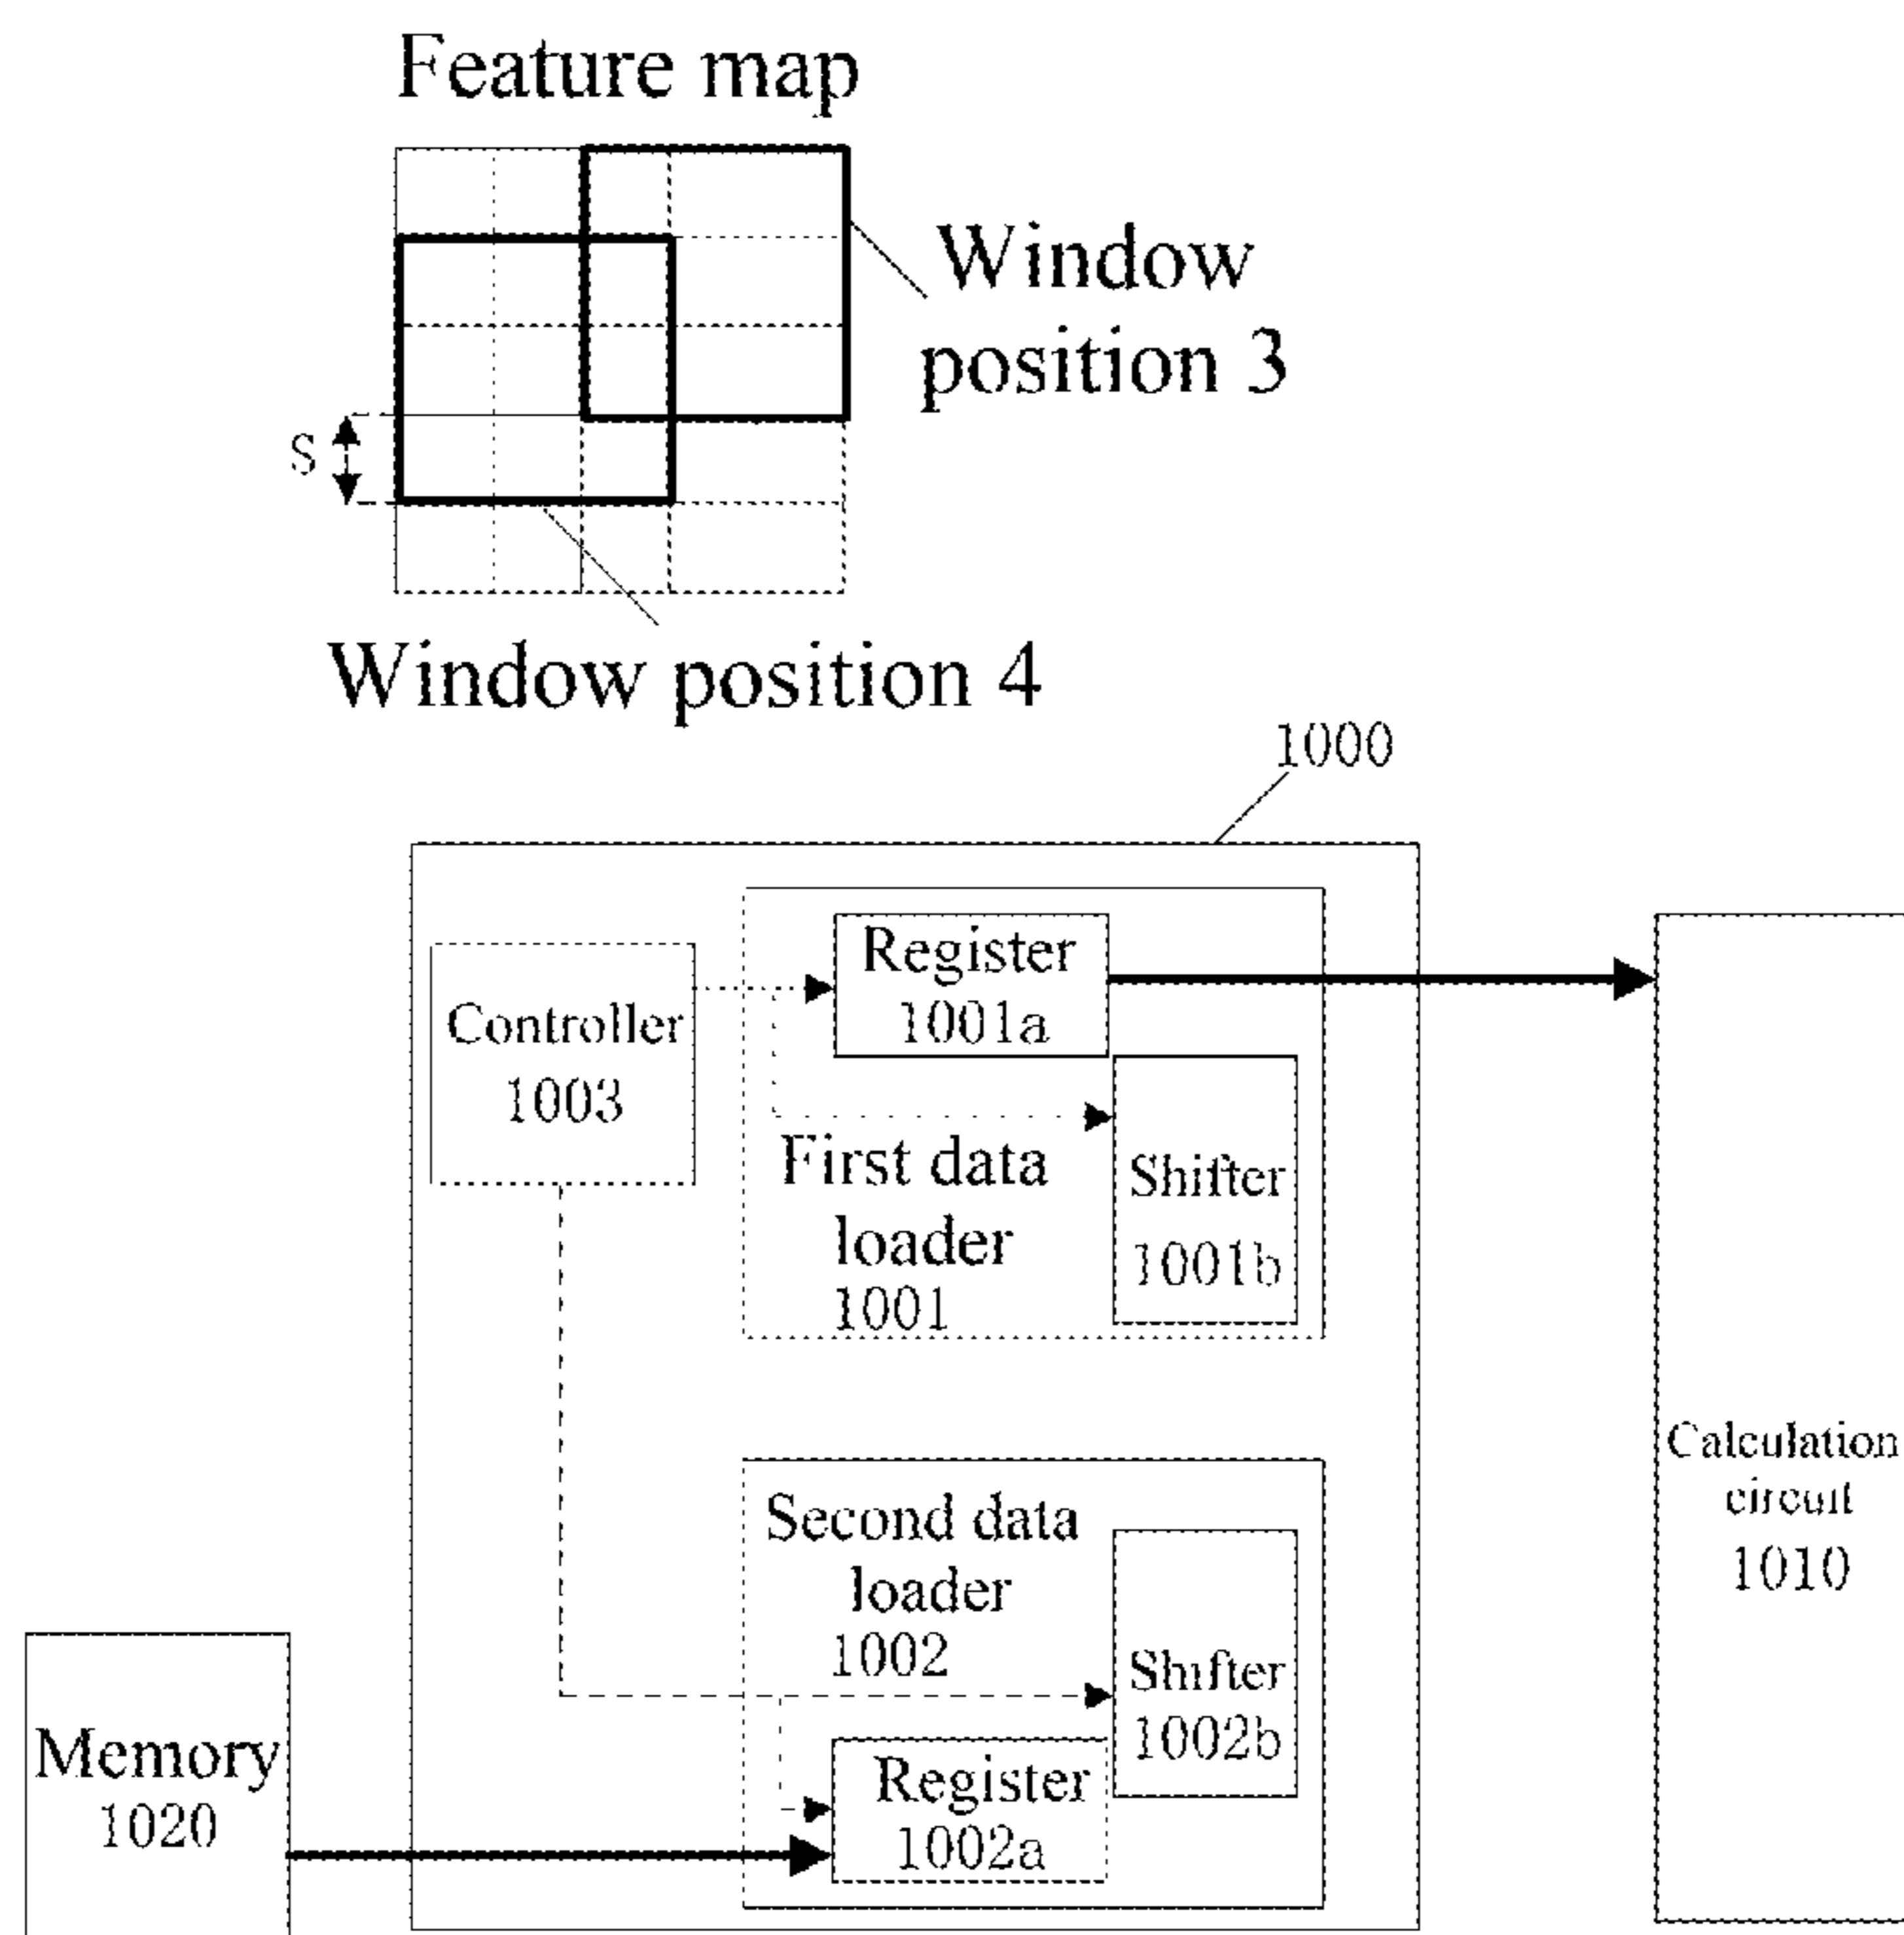 Feature map
Window
position 3
S
Window position 4
1000
Register
1001a
Controller
1003
First data
loader
1001
Shifter
1001b
Calculation
circuit
1010
Second data
loader
1002
Shifter
1002b
Memory
1020
Register
1002a